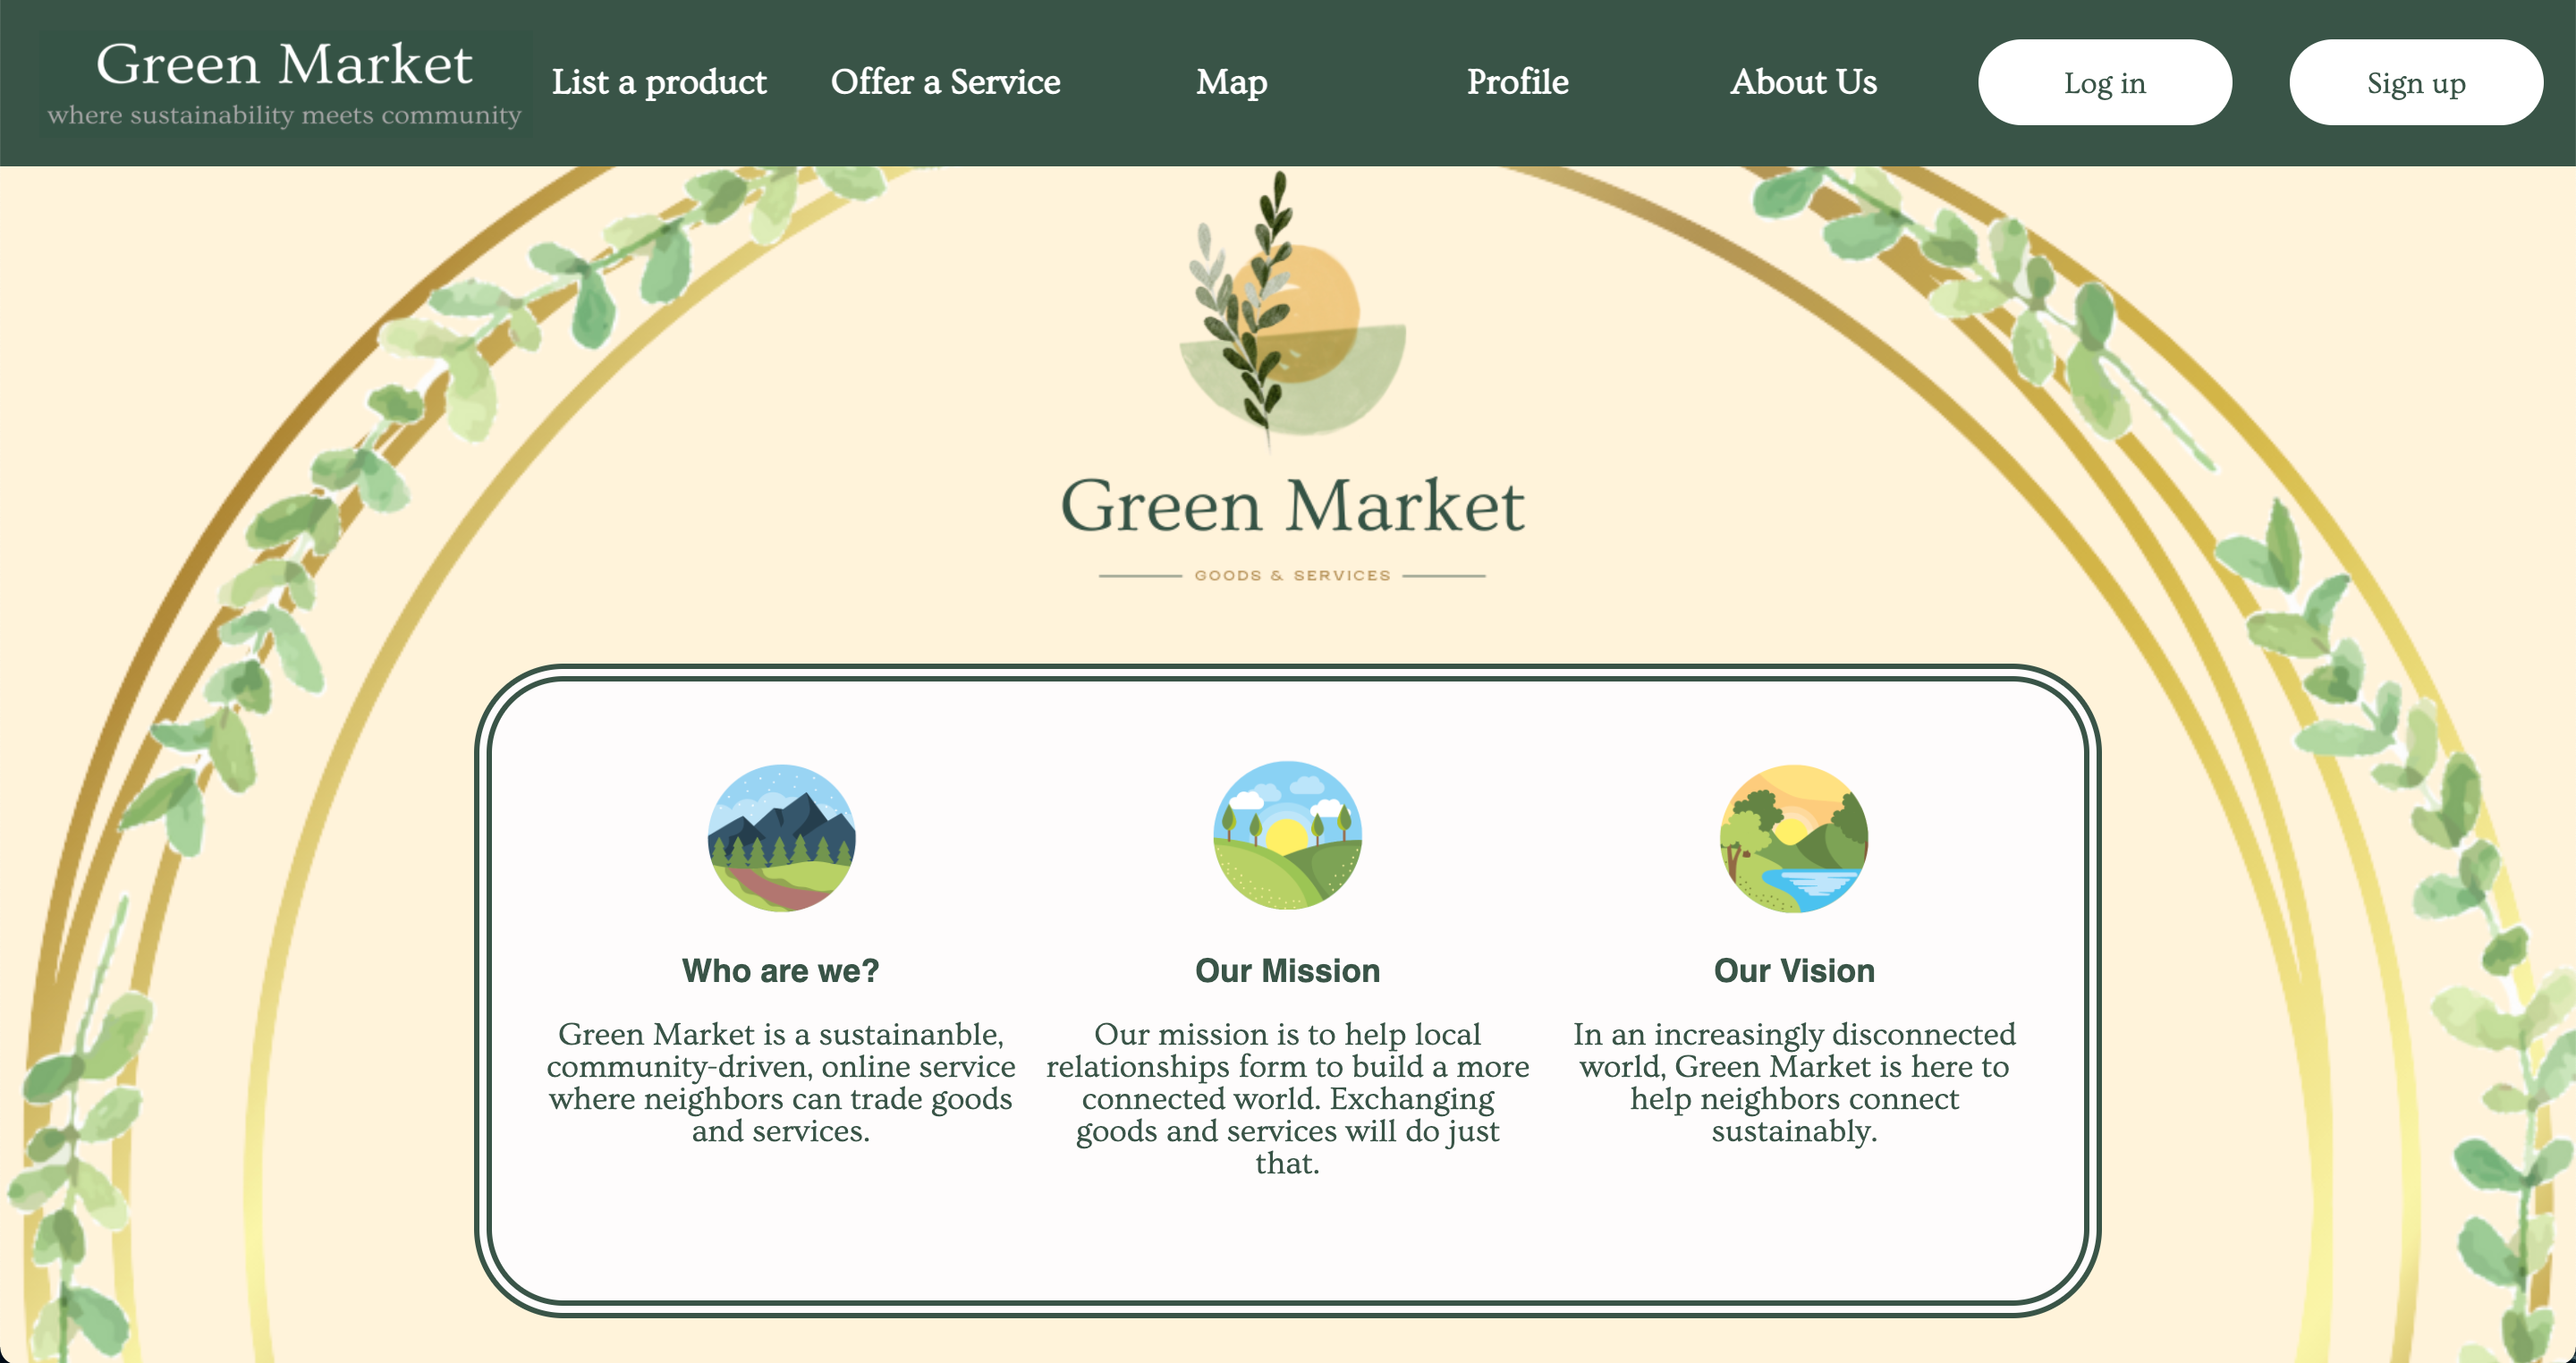 Green Market
where sustainability meets community
List a product
Offer a Service
Map
Profile
About Us
Log in
Sign up
Green Market
GOODS & SERVICES
Who are we?
Green Market is a sustainanble,
community-driven, online service
where neighbors can trade goods
and services.
Our Mission
Our mission is to help local
relationships form to build a more
connected world. Exchanging
goods and services will do just
that.
Our Vision
In an increasingly disconnected
world, Green Market is here to
help neighbors connect
sustainably.